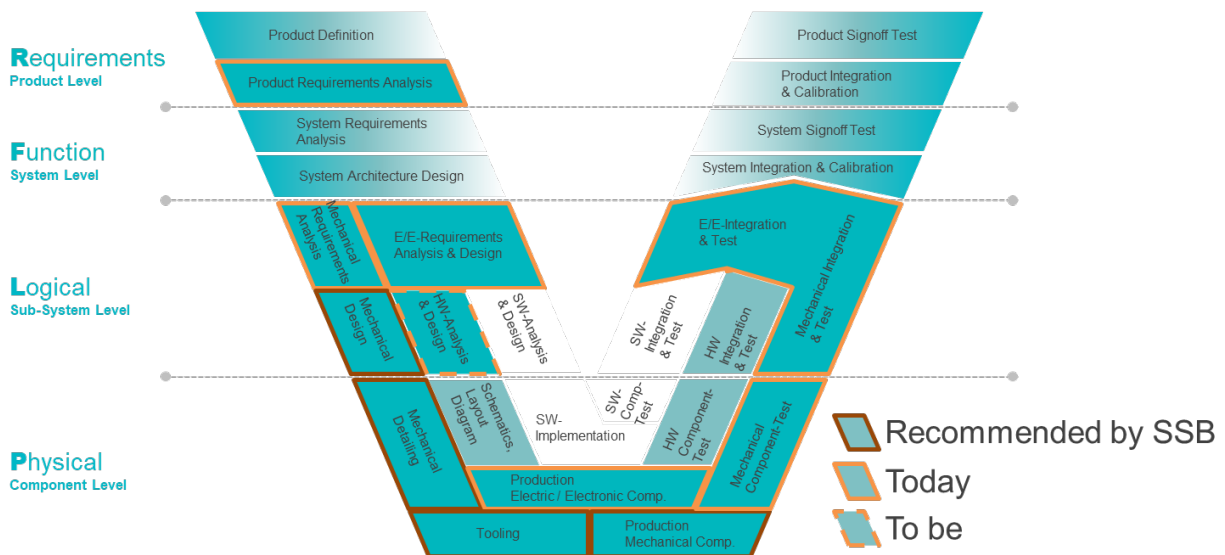 Product Definition
Product Signoff Test
Requirements
Product Level
Product Requirements Analysis
Product Integration
& Calibration
System Requirements
Analysis
System Signoff Test
Function
System Level
System Architecture Design
System Integration & Calibration
Mechanical
Requirements
Analysis
E/E-Requirements
Analysis & Design
E/E-Integration
& Test
Mechanical Integration
& Test
Logical
Sub-System Level
Mechanical
Design
HW-Analysis
& Design
SW-Analysis
& Design
SW-
Integration
& Test
HW
Integration
& Test
Physical
Component Level
Mechanical
Detailing
Schematics,
Layout
Diagram
SW-
Implementation
SW-
Comp-
Test
HW
Component-
Test
Mechanical
Component-Test
Production
Electric / Electronic Comp.
Tooling
Production
Mechanical Comp.
Recommended by SSB
Today
To be